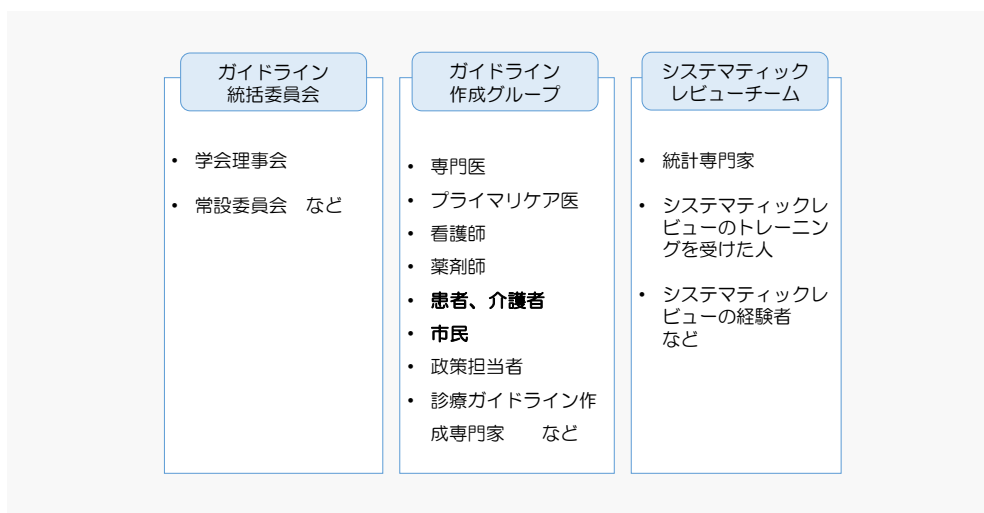 ガイドライン
統括委員会
• 学会理事会
• 常設委員会　など
ガイドライン
作成グループ
• 専門医
• プライマリケア医
• 看護師
• 薬剤師
• 患者、介護者
• 市民
• 政策担当者
• 診療ガイドライン作
成専門家　　など
システマティック
レビューチーム
• 統計専門家
• システマティックレ
ビューのトレーニン
グを受けた人
• システマティックレ
ビューの経験者
など